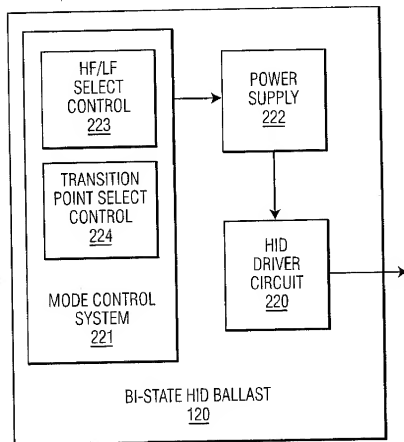 HF/LF
SELECT
CONTROL
223
TRANSITION
POINT SELECT
CONTROL
224
MODE CONTROL
SYSTEM
221
POWER
SUPPLY
222
HID
DRIVER
CIRCUIT
220
BI-STATE HID BALLAST
120